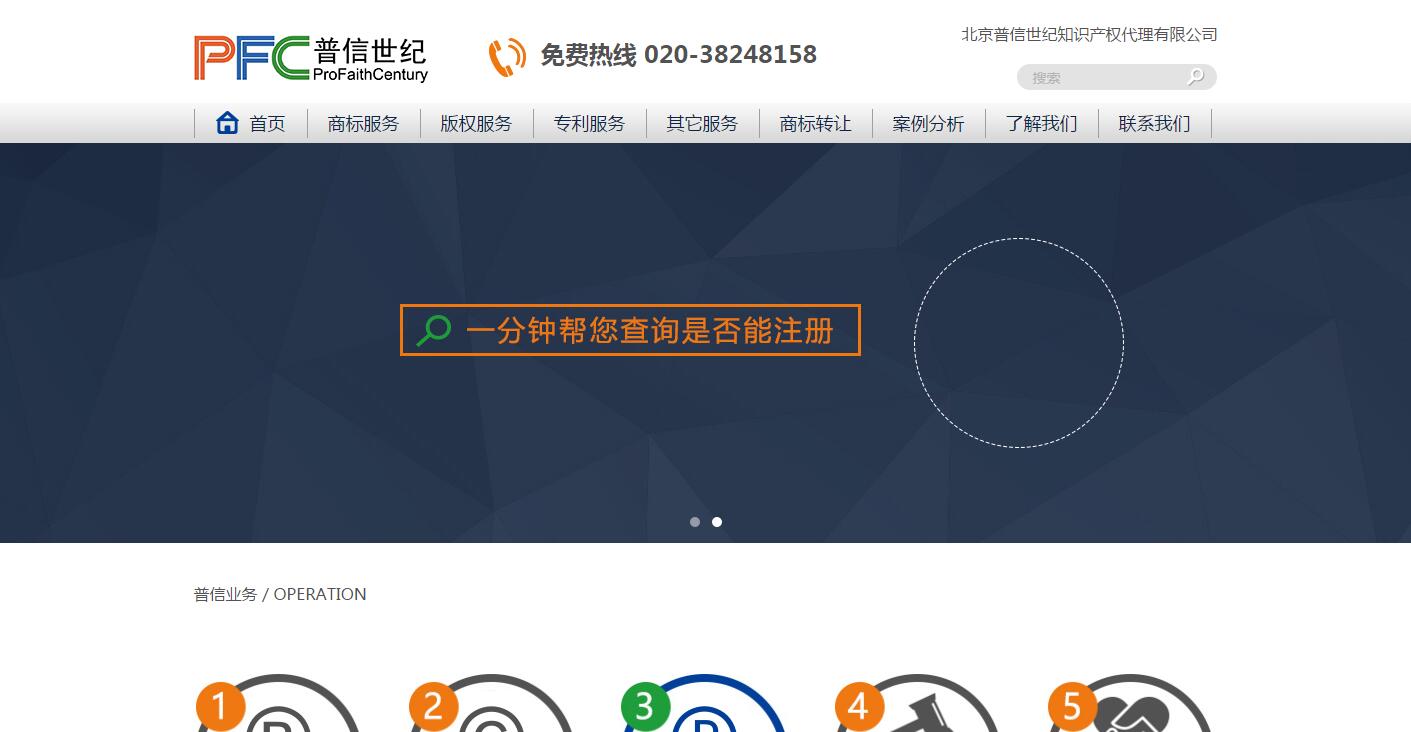 PFC 普信世纪
ProFaithCentury
免费热线 020-38248158
北京普信世纪知识产权代理有限公司
搜索
首页
商标服务
版权服务
专利服务
其它服务
商标转让
案例分析
了解我们
联系我们
一分钟帮您查询是否能注册
普信业务 / OPERATION
1
2
3
4
5